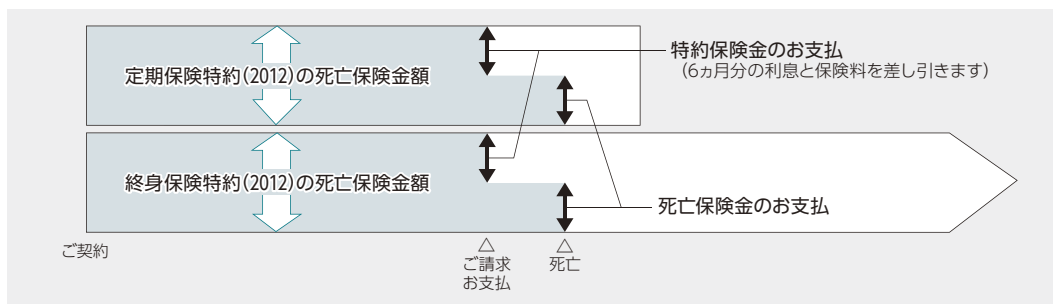 定期保険特約(2012)の死亡保険金額
特約保険金のお支払
(6ヵ月分の利息と保険料を差し引きます)
終身保険特約(2012)の死亡保険金額
死亡保険金のお支払
ご契約
△
ご請求
お支払
△
死亡